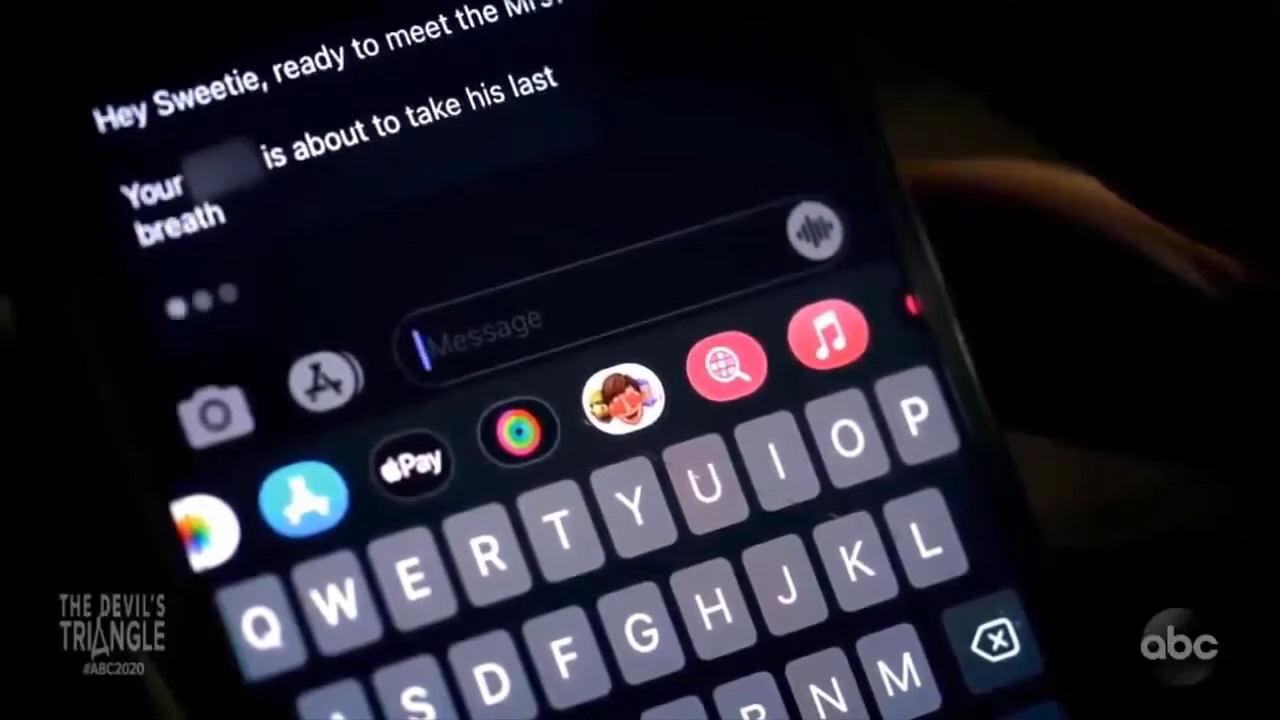 Hey Sweetie, ready to meet the Mrs?
Your is about to take his last
breath
Message
Pay
Q W E R T Y U I O P
S D F G H J K L
N M
THE DEVIL'S
TRIANGLE
#ABC2020
abc